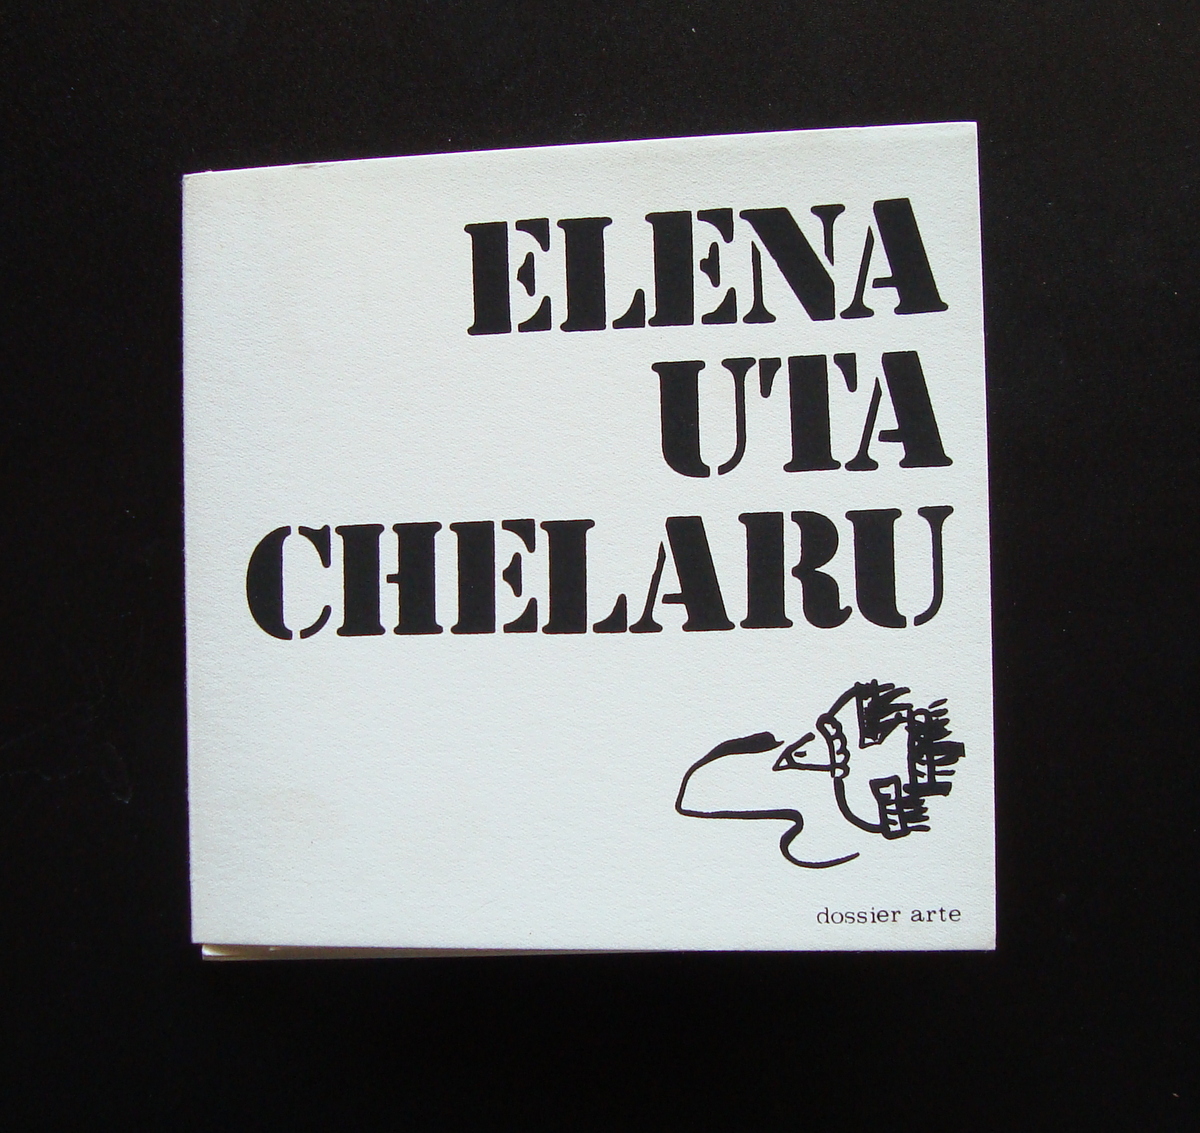 ELENA
UTA
CHELARU
dossier arte